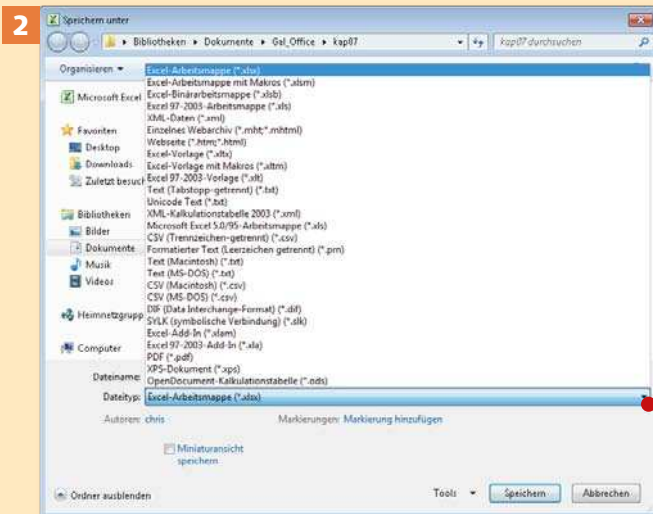 2
Speichern unter
Bibliotheken ▸ Dokumente ▸ Gal_Office ▸ kap07
kap07 durchsuchen
Organisieren
Excel-Arbeitsmappe (*.xlsx)
Excel-Arbeitsmappe mit Makros (*.xlsm)
Microsoft Excel
Excel-Binärarbeitsmappe (*.xlsb)
Excel 97-2003-Arbeitsmappe (*.xls)
XML-Daten (*.xml)
Favoriten
Einzelnes Webarchiv (*.mht;*.mhtml)
Desktop
Webseite (*.htm;*.html)
Excel-Vorlage (*.xltx)
Downloads
Excel-Vorlage mit Makros (*.xltm)
Zuletzt besuch
Excel 97-2003-Vorlage (*.xlt)
Text (Tabstopp-getrennt) (*.txt)
Unicode Text (*.txt)
Bibliotheken
XML-Kalkulationstabelle 2003 (*.xml)
Bilder
Microsoft Excel 5.0/95-Arbeitsmappe (*.xls)
CSV (Trennzeichen-getrennt) (*.csv)
Dokumente
Formatierter Text (Leerzeichen getrennt) (*.prn)
Musik
Text (Macintosh) (*.txt)
Text (MS-DOS) (*.txt)
Videos
CSV (Macintosh) (*.csv)
CSV (MS-DOS) (*.csv)
Heimnetzgrupp
DIF (Data Interchange-Format) (*.dif)
SYLK (symbolische Verbindung) (*.slk)
Excel-Add-In (*.xlam)
Computer
Excel 97-2003-Add-In (*.xla)
PDF (*.pdf)
XPS-Dokument (*.xps)
Dateiname:
OpenDocument-Kalkulationstabelle (*.ods)
Dateityp: Excel-Arbeitsmappe (*.xlsx)
Autoren: chris
Markierungen: Markierung hinzufügen
Miniaturansicht
speichern
Ordner ausblenden
Tools
Speichern
Abbrechen